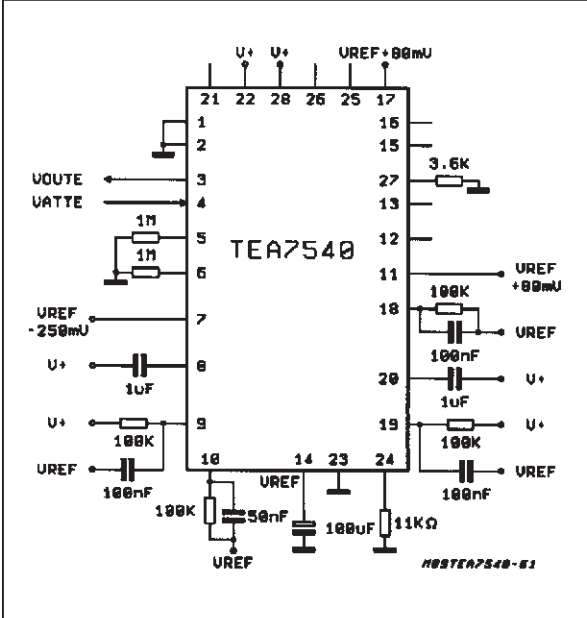 V+ V+ VREF+80mV
21 22 28 26 25 17
1 16
2 15
3.6K
VOUTE 3 27
VATTE 4 13
1M
5 12
TEA7540
1M
6 11 VREF
+80mV
100K
18
VREF 7 VREF
-250mV
100nF
V+ 8 20 V+
1uF 1uF
V+ 9 19 V+
100K 100K
10 14 23 24
VREF VREF VREF
100nF 100nF
100K 50nF 100uF 11KΩ
VREF
M09TEA7540-61